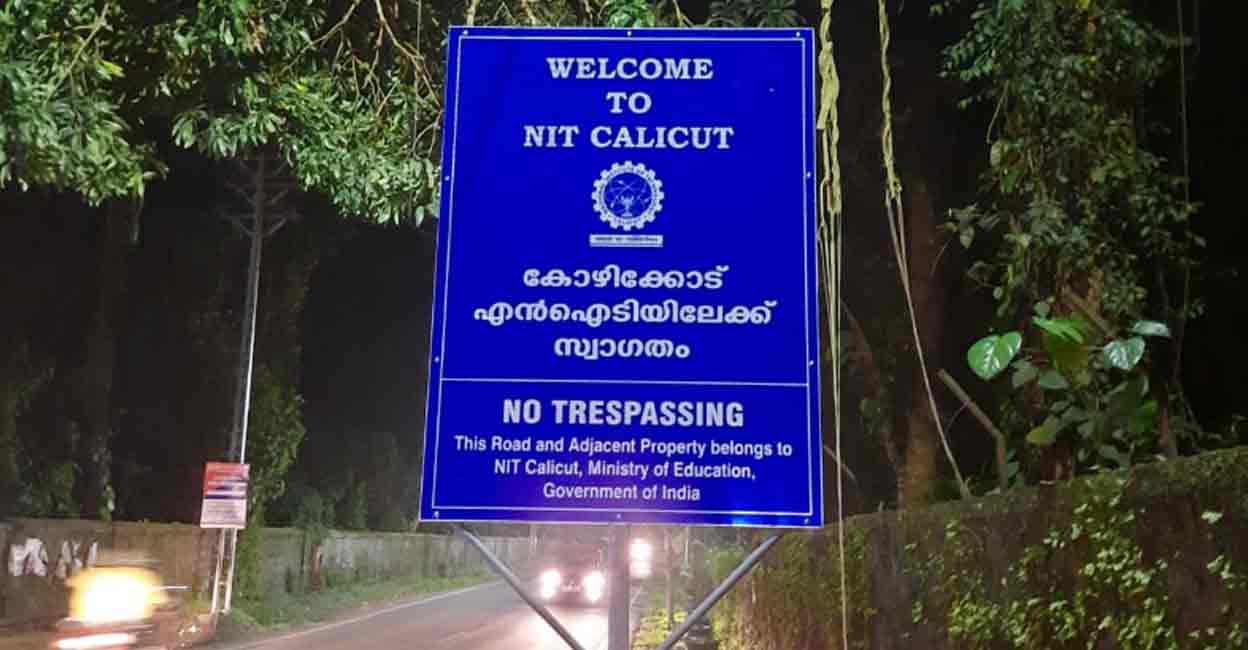 WELCOME
TO
NIT CALICUT
കോഴിക്കോട്
എൻഐടിയിലേക്ക്
സ്വാഗതം
NO TRESPASSING
This Road and Adjacent Property belongs to
NIT Calicut, Ministry of Education,
Government of India